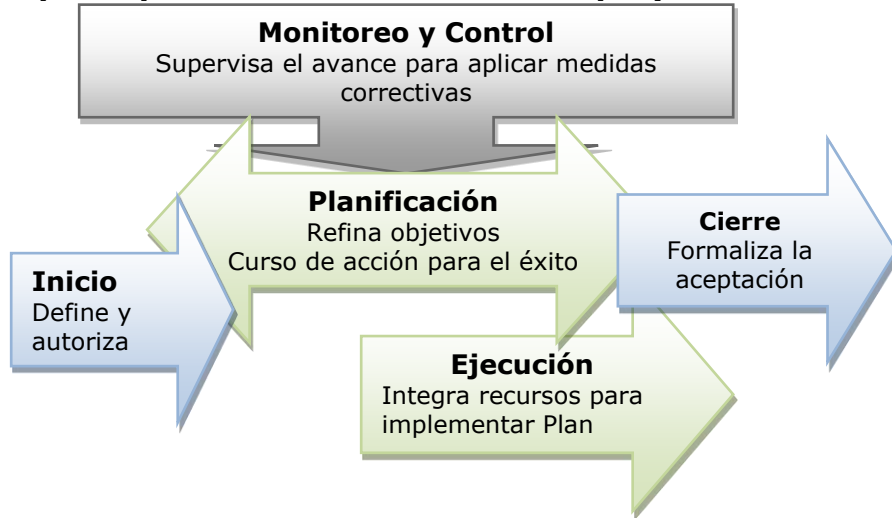 Monitoreo y Control
Supervisa el avance para aplicar medidas
correctivas
Planificación
Refina objetivos
Curso de acción para el éxito
Inicio
Define y
autoriza
Cierre
Formaliza la
aceptación
Ejecución
Integra recursos para
implementar Plan